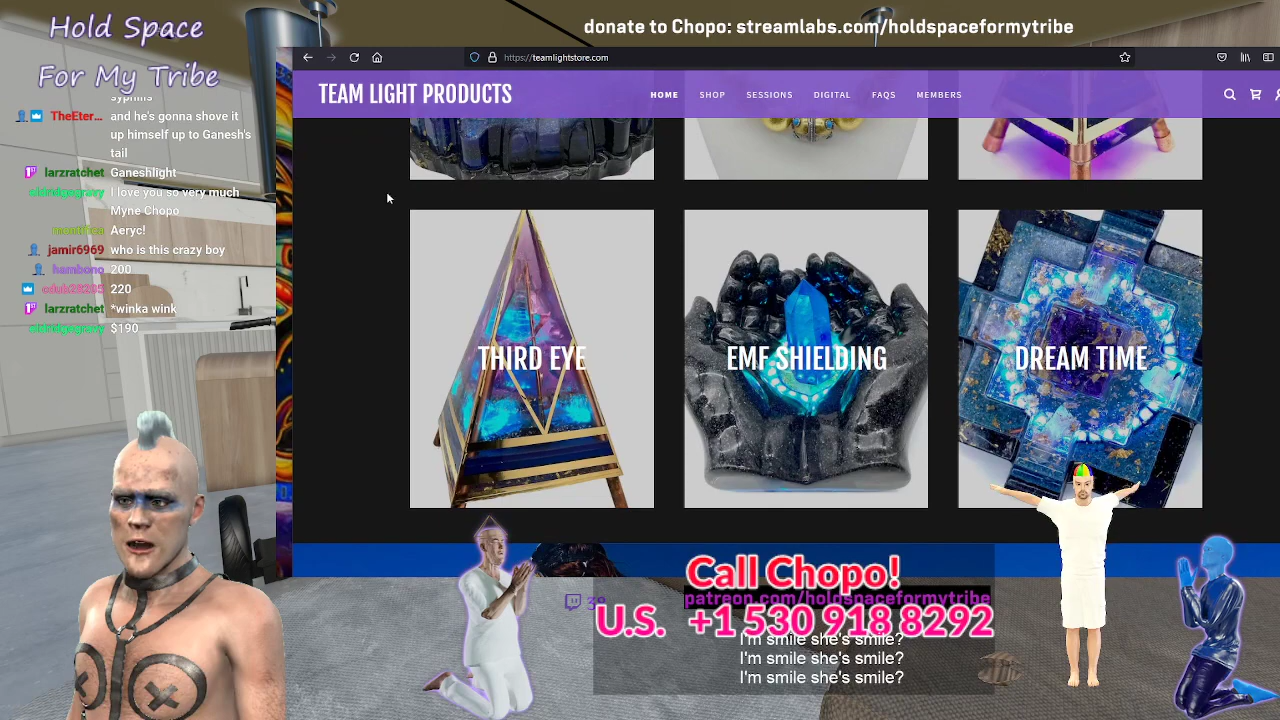 Hold Space
For My Tribe
donate to Chopo: streamlabs.com/holdspaceformytribe
https://teamlightstore.com
TEAM LIGHT PRODUCTS
HOME SHOP SESSIONS DIGITAL FAQS MEMBERS
syphilis
TheEter... and he's gonna shove it
up himself up to Ganesh's
tail
larzratchet Ganeshlight
I love you so very much
Myne Chopo
Aeryc!
jamir6969 who is this crazy boy
hambono 200
220
larzratchet *winka wink
$190
THIRD EYE
EMF SHIELDING
DREAM TIME
Call Chopo!
patreon.com/holdspaceformytribe
U.S. +1 530 918 8292
I'm smile she's smile?
I'm smile she's smile?
I'm smile she's smile?